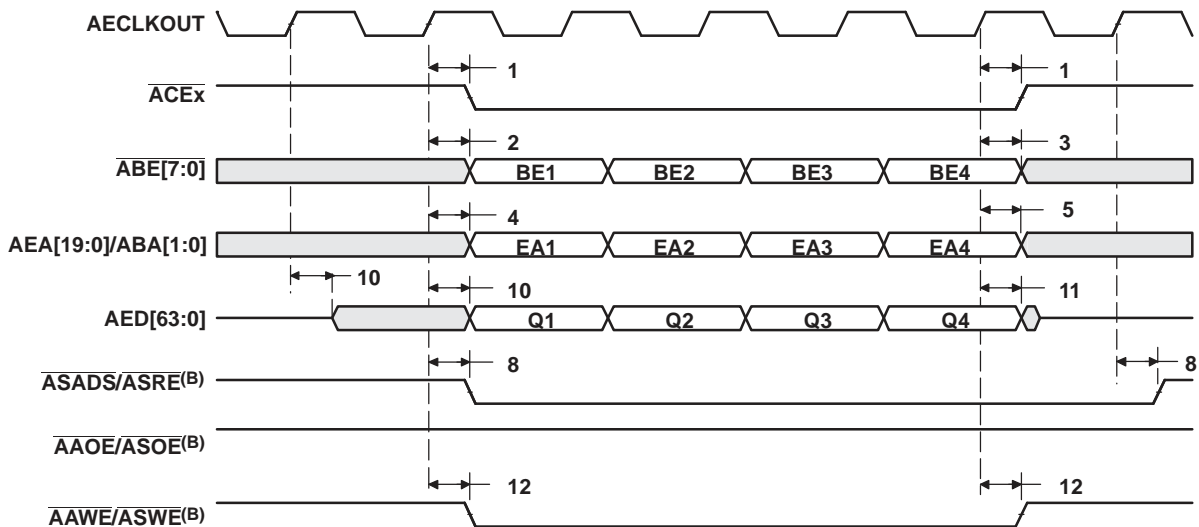 AECLKOUT
1 1
ACEx
2 3
ABE[7:0] BE1 BE2 BE3 BE4
4 5
AEA[19:0]/ABA[1:0] EA1 EA2 EA3 EA4
10 10 11
AED[63:0] Q1 Q2 Q3 Q4
8 8
ASADS/ASRE(B)
AAOE/ASOE(B)
12 12
AAWE/ASWE(B)